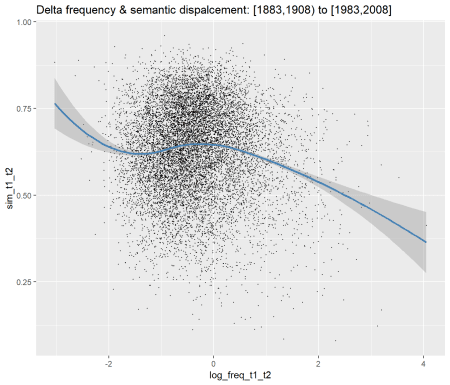 Delta frequency & semantic dispalcement: [1883,1908) to [1983,2008]
1.00
0.75
0.50
0.25
sim_t1_t2
-2
0
2
4
log_freq_t1_t2